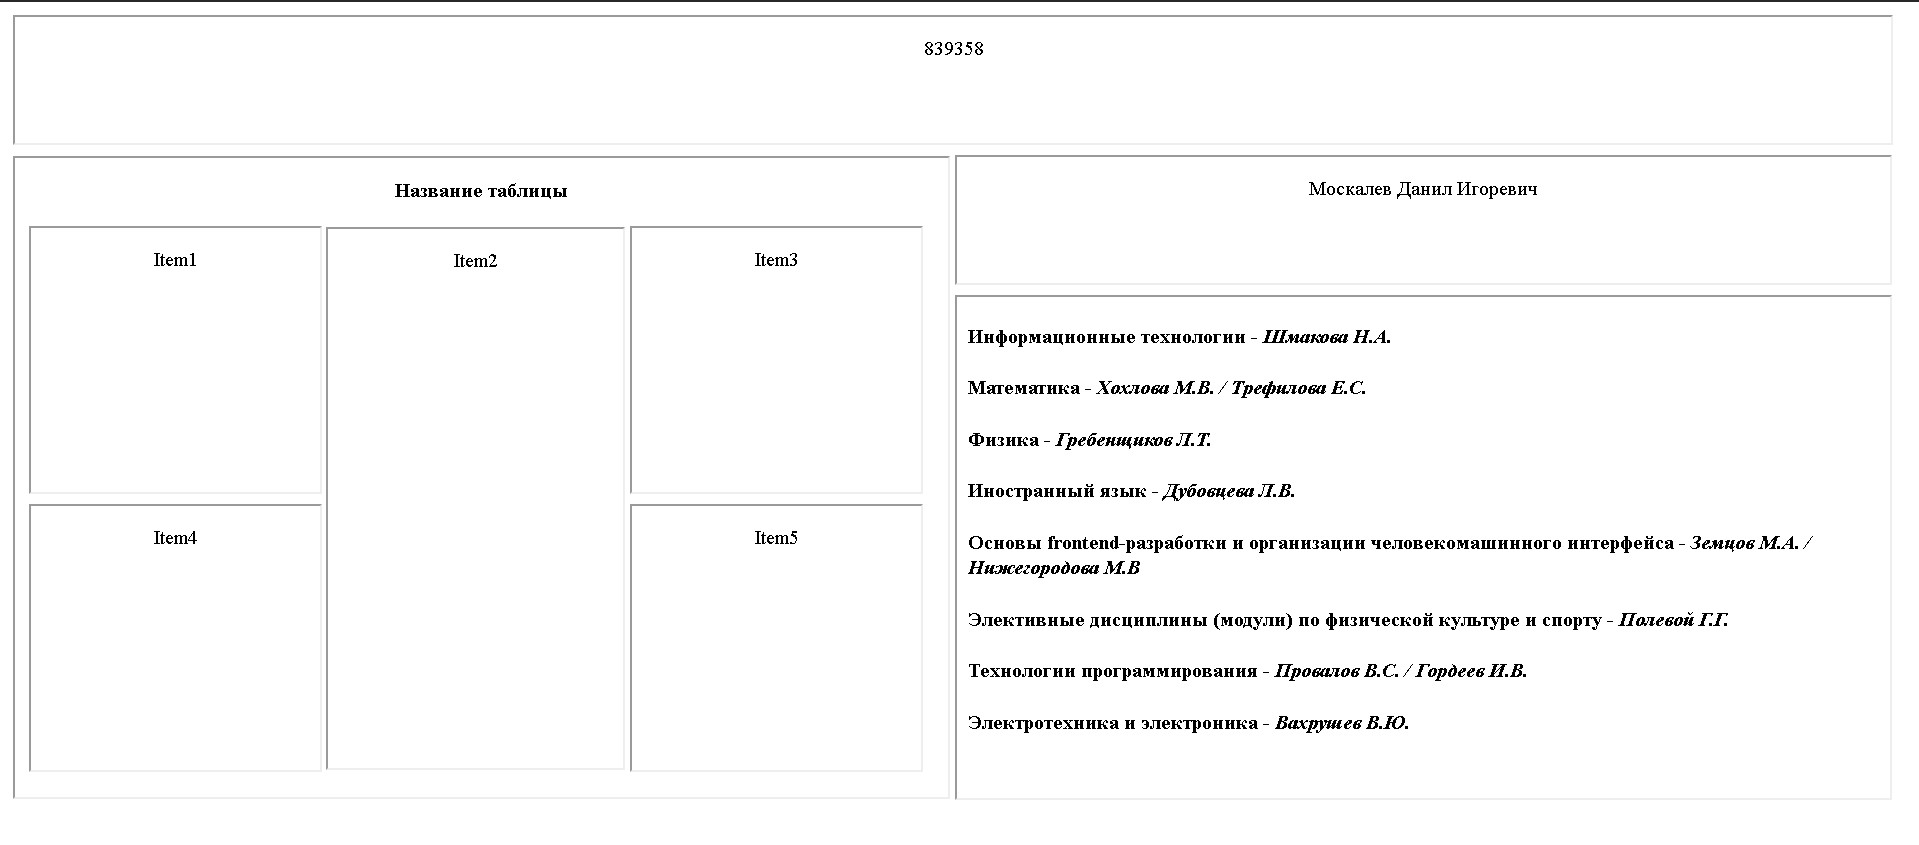 839358
Название таблицы
Item1
Item2
Item3
Item4
Item5
Москалев Данил Игоревич
Информационные технологии - Шмакова Н.А.
Математика - Хохлова М.В. / Трефилова Е.С.
Физика - Гребенщиков Л.Т.
Иностранный язык - Дубовцева Л.В.
Основы frontend-разработки и организации человекомашинного интерфейса - Земцов М.А. /
Нижегородова М.В
Элективные дисциплины (модули) по физической культуре и спорту - Полевой Г.Г.
Технологии программирования - Провалов В.С. / Гордеев И.В.
Электротехника и электроника - Вахрушев В.Ю.